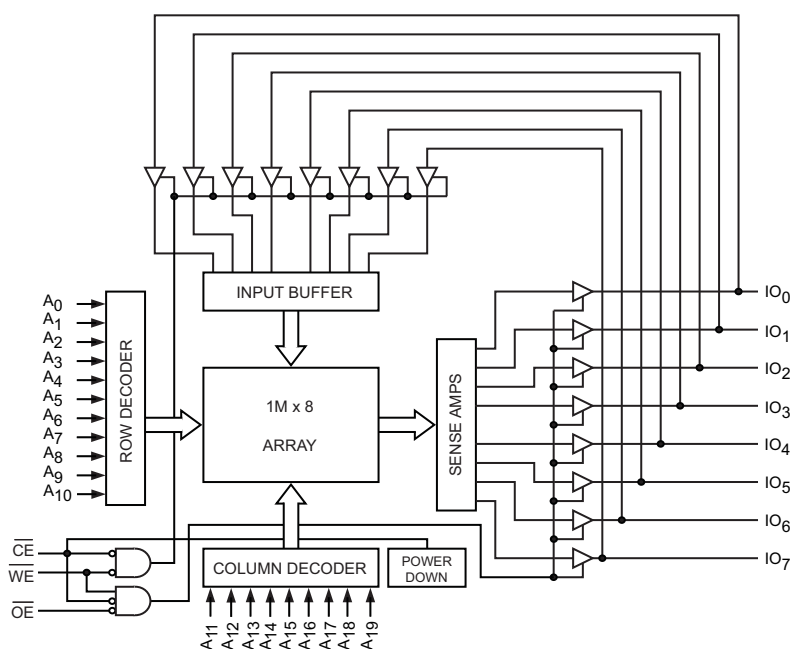 INPUT BUFFER
A0
A1
A2
A3
A4
A5
A6
A7
A8
A9
A10
ROW DECODER
1M x 8
ARRAY
SENSE AMPS
IO0
IO1
IO2
IO3
IO4
IO5
IO6
IO7
CE
WE
OE
COLUMN DECODER
POWER
DOWN
A11
A12
A13
A14
A15
A16
A17
A18
A19